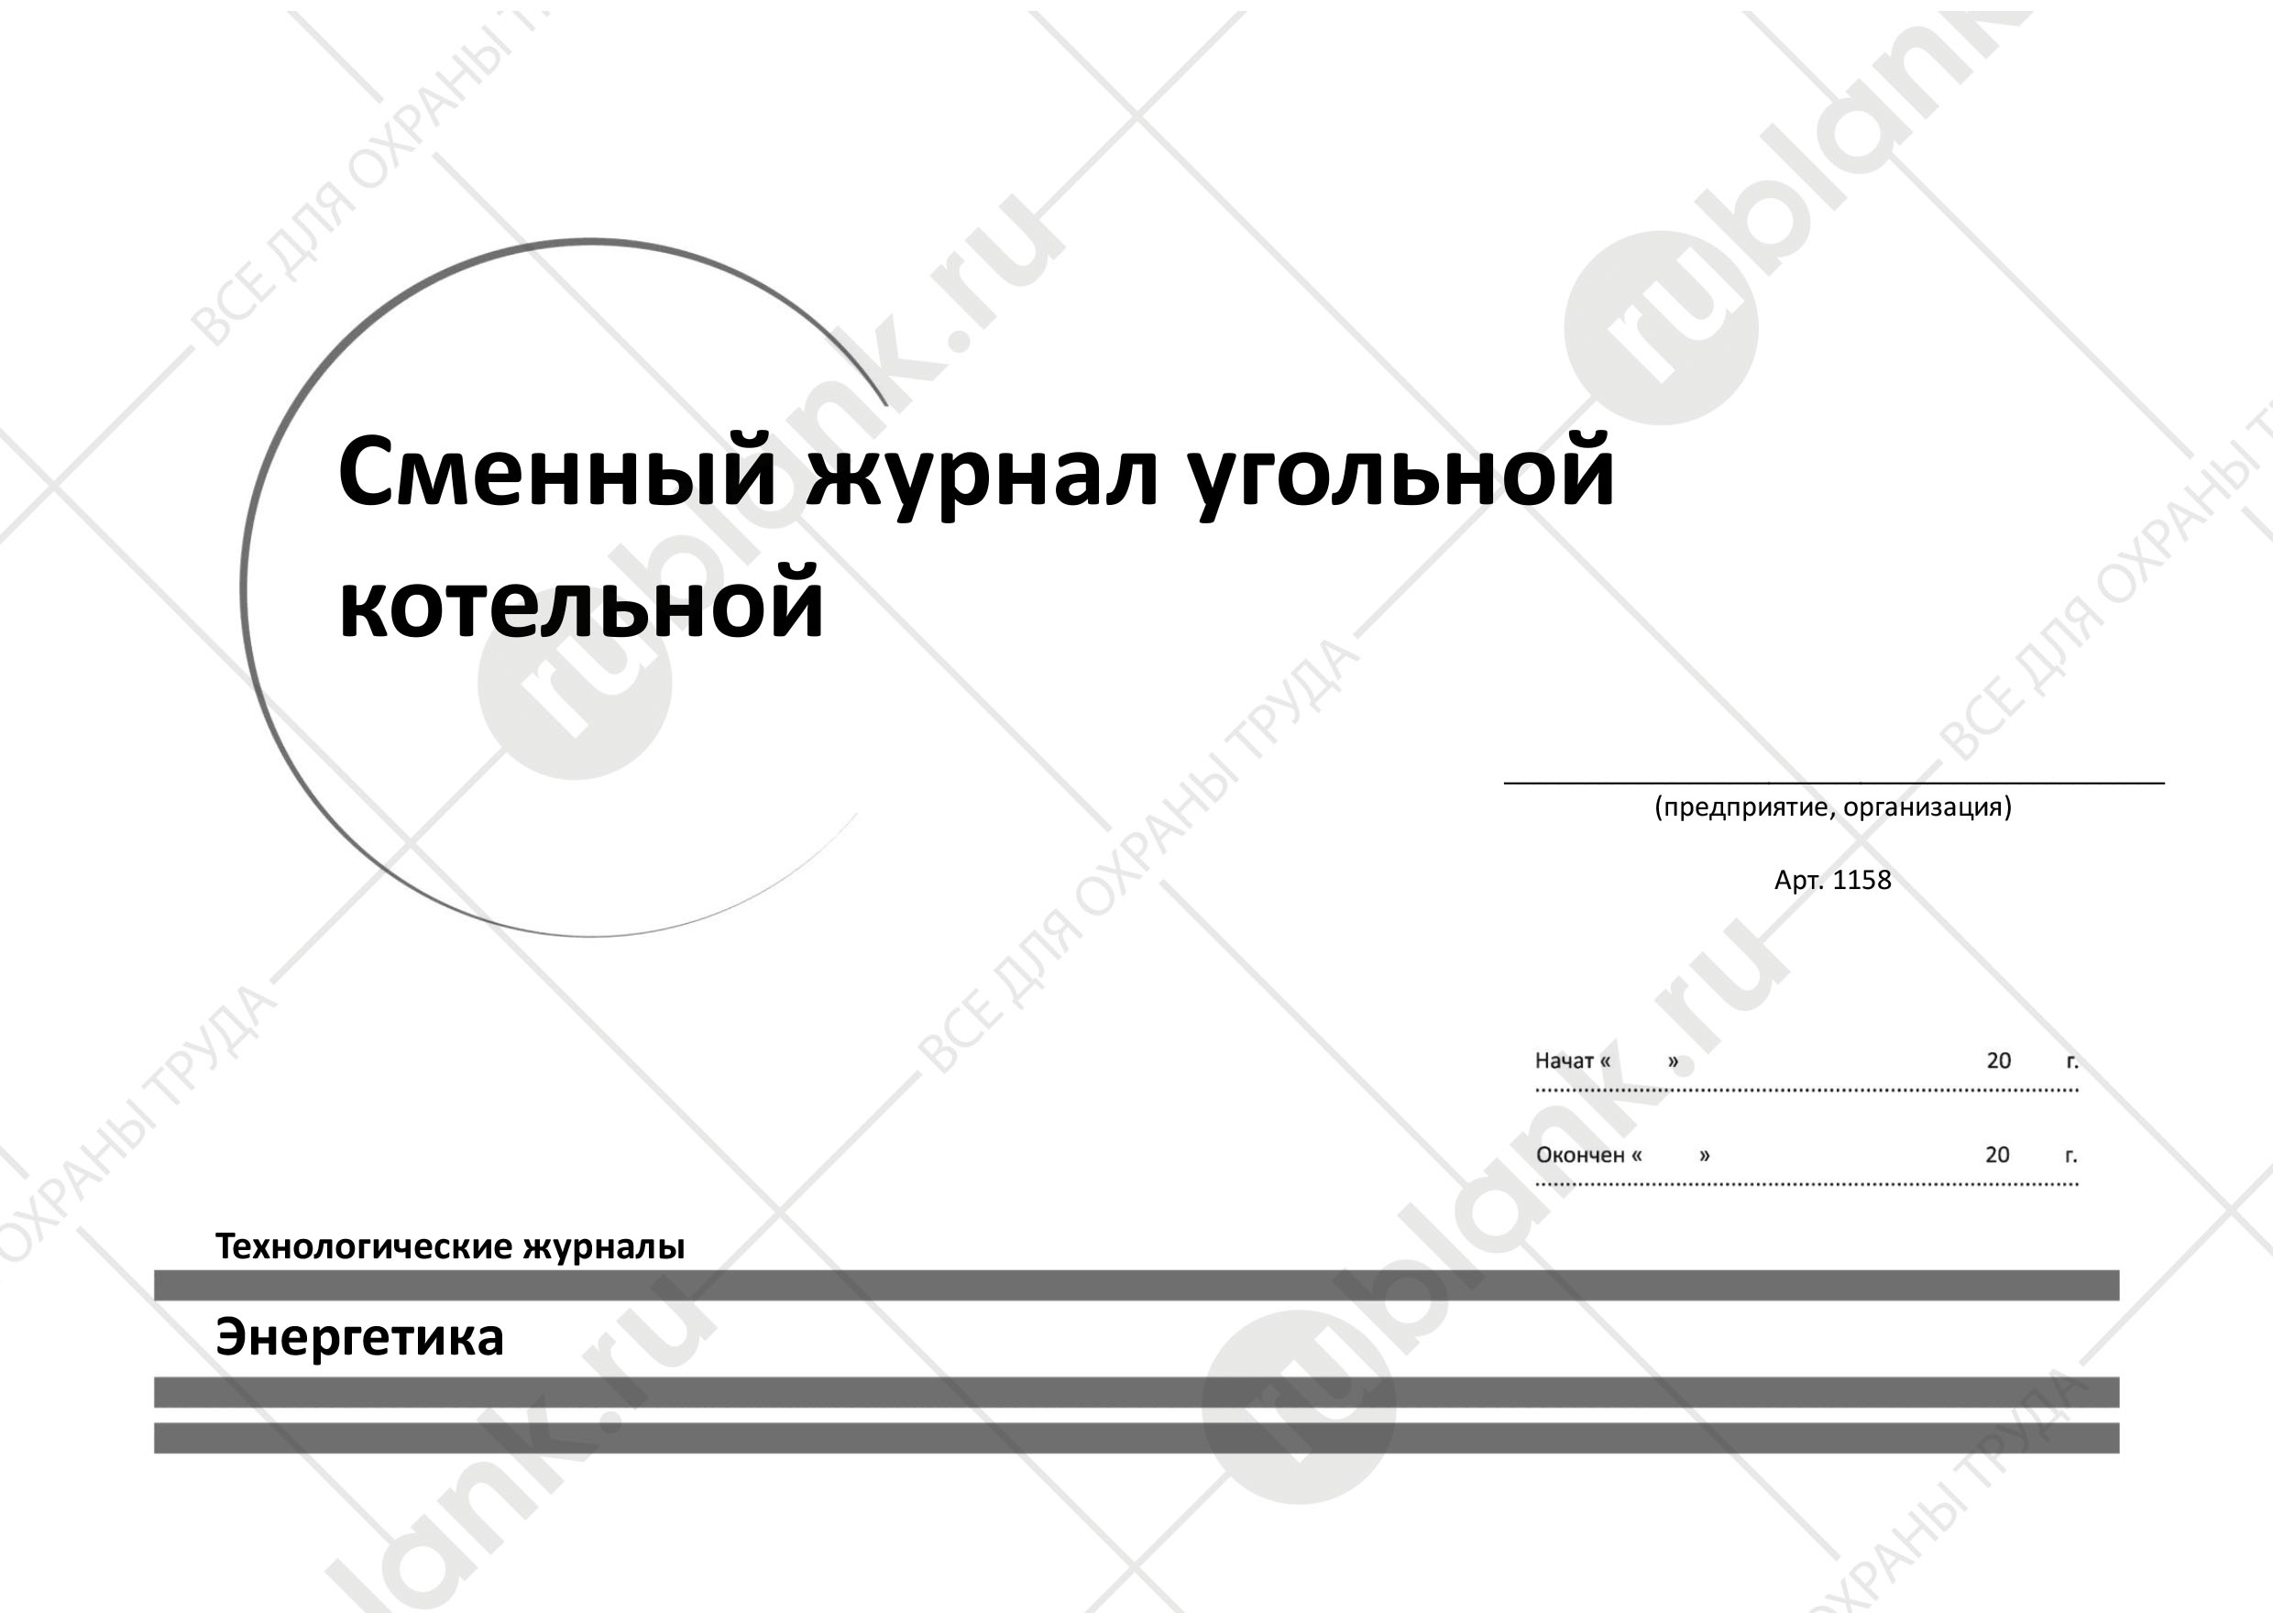 Сменный журнал угольной
котельной
(предприятие, организация)
Арт. 1158
Начат « » 20 г.
Окончен « » 20 г.
Технологические журналы
Энергетика
rublank.ru
ВСЕ ДЛЯ ОХРАНЫ ТРУДА